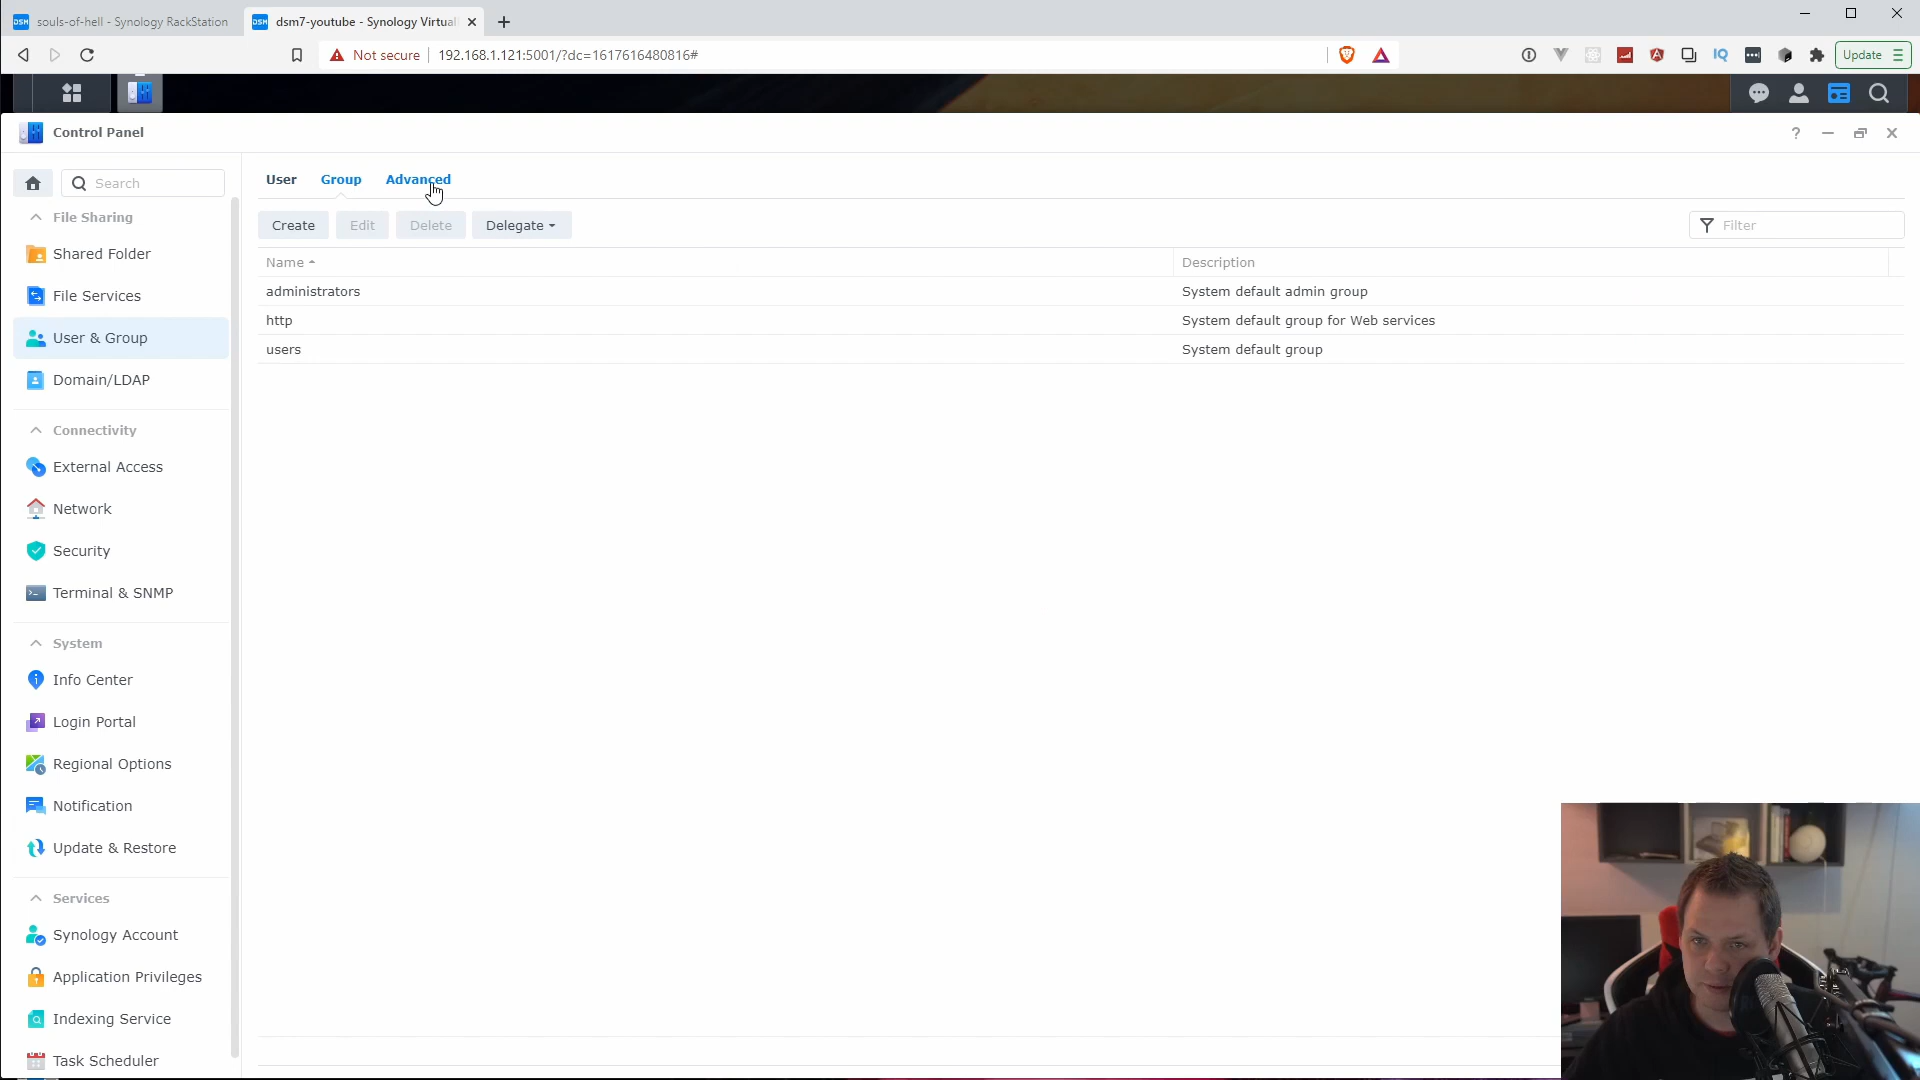 DSM souls-of-hell - Synology RackStation
DSM dsm7-youtube - Synology Virtual
Not secure 192.168.1.121:5001/?dc=1617616480816#
IQ
Update
Control Panel
?
Search
User Group Advanced
File Sharing
Create Edit Delete Delegate
Filter
Shared Folder
Name Description
File Services
administrators System default admin group
http System default group for Web services
User & Group
users System default group
Domain/LDAP
Connectivity
External Access
Network
Security
Terminal & SNMP
System
Info Center
Login Portal
Regional Options
Notification
Update & Restore
Services
Synology Account
Application Privileges
Indexing Service
Task Scheduler